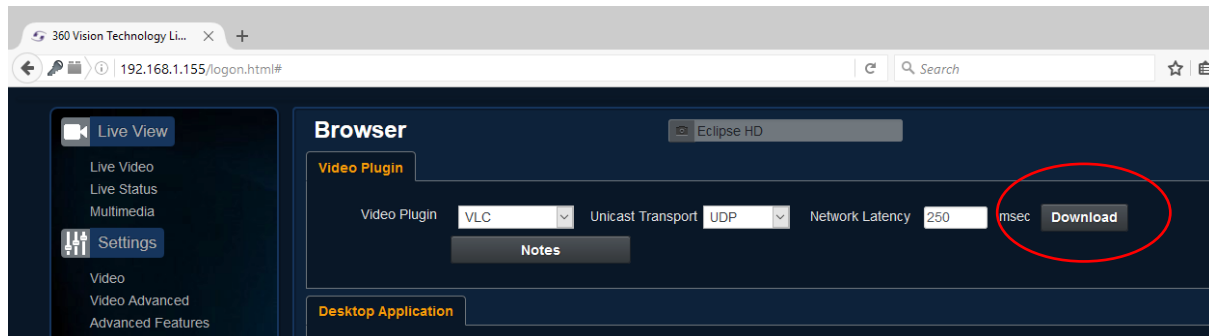 360 Vision Technology Li...
192.168.1.155/logon.html#
Search
Live View
Live Video
Live Status
Multimedia
Settings
Video
Video Advanced
Advanced Features
Browser
Eclipse HD
Video Plugin
Video Plugin VLC Unicast Transport UDP Network Latency 250 msec Download
Notes
Desktop Application